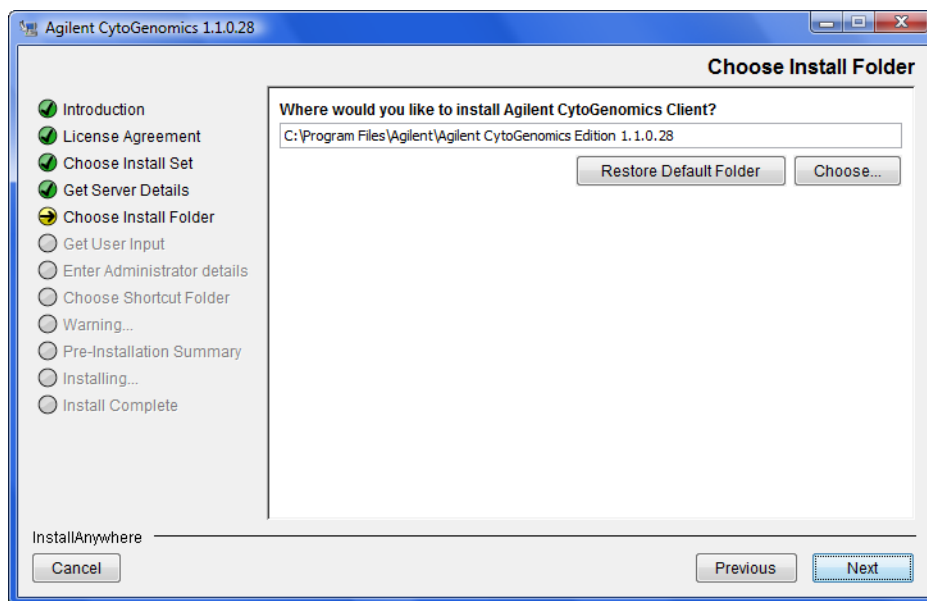 Agilent CytoGenomics 1.1.0.28
Choose Install Folder
Introduction
License Agreement
Choose Install Set
Get Server Details
Choose Install Folder
Get User Input
Enter Administrator details
Choose Shortcut Folder
Warning...
Pre-Installation Summary
Installing...
Install Complete
Where would you like to install Agilent CytoGenomics Client?
C:\Program Files\Agilent\Agilent CytoGenomics Edition 1.1.0.28
Restore Default Folder Choose...
InstallAnywhere
Cancel Previous Next